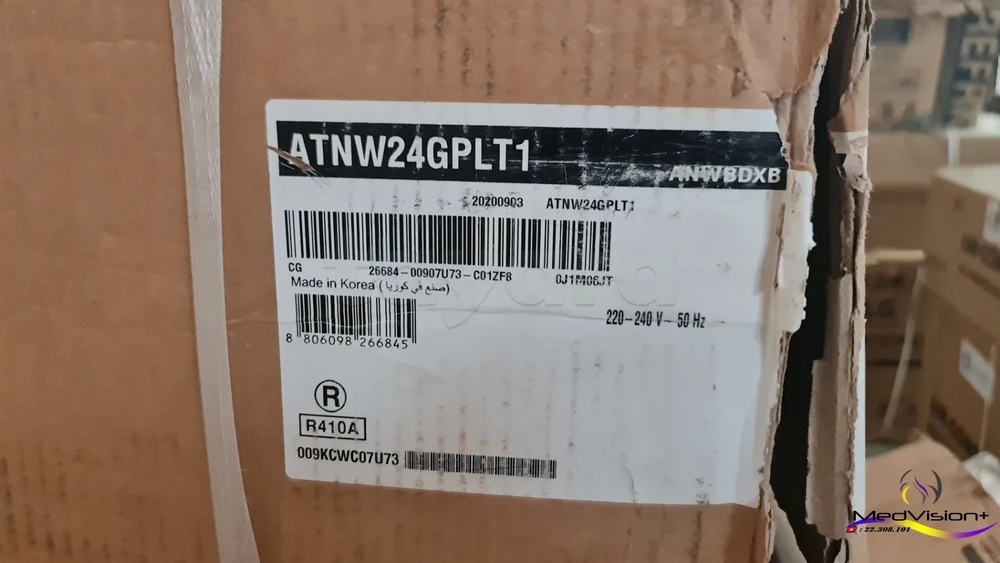 ATNW24GPLT1
ANWBDXB
20200903 ATNW24GPLT1
CG 26684-00907U73-C01ZF8 0J1M06JT
Made in Korea (صنع في كوريا)
220-240 V~ 50 Hz
8 806098 266845
R
R410A
009KCWC07U73
MedVision+
: 22.308.101